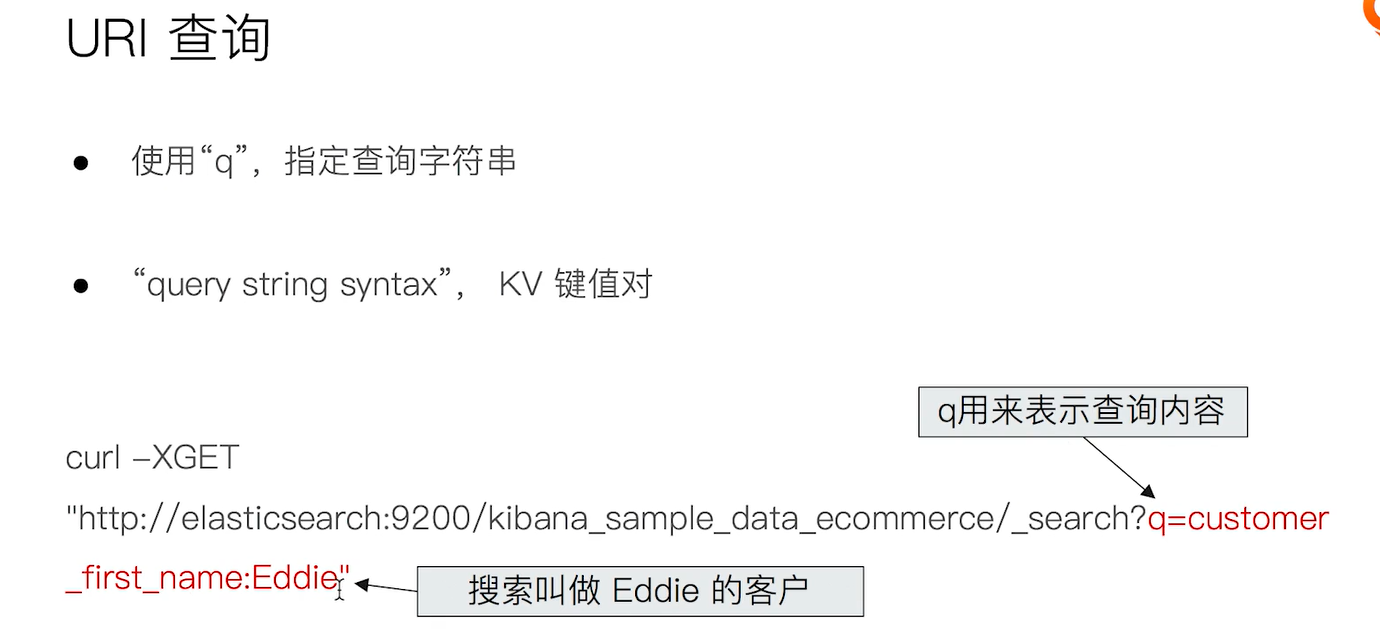 URI 查询
● 使用“q”，指定查询字符串
● “query string syntax”， KV 键值对
q用来表示查询内容
curl –XGET
"http://elasticsearch:9200/kibana_sample_data_ecommerce/_search?q=customer
_first_name:Eddie"
搜索叫做 Eddie 的客户